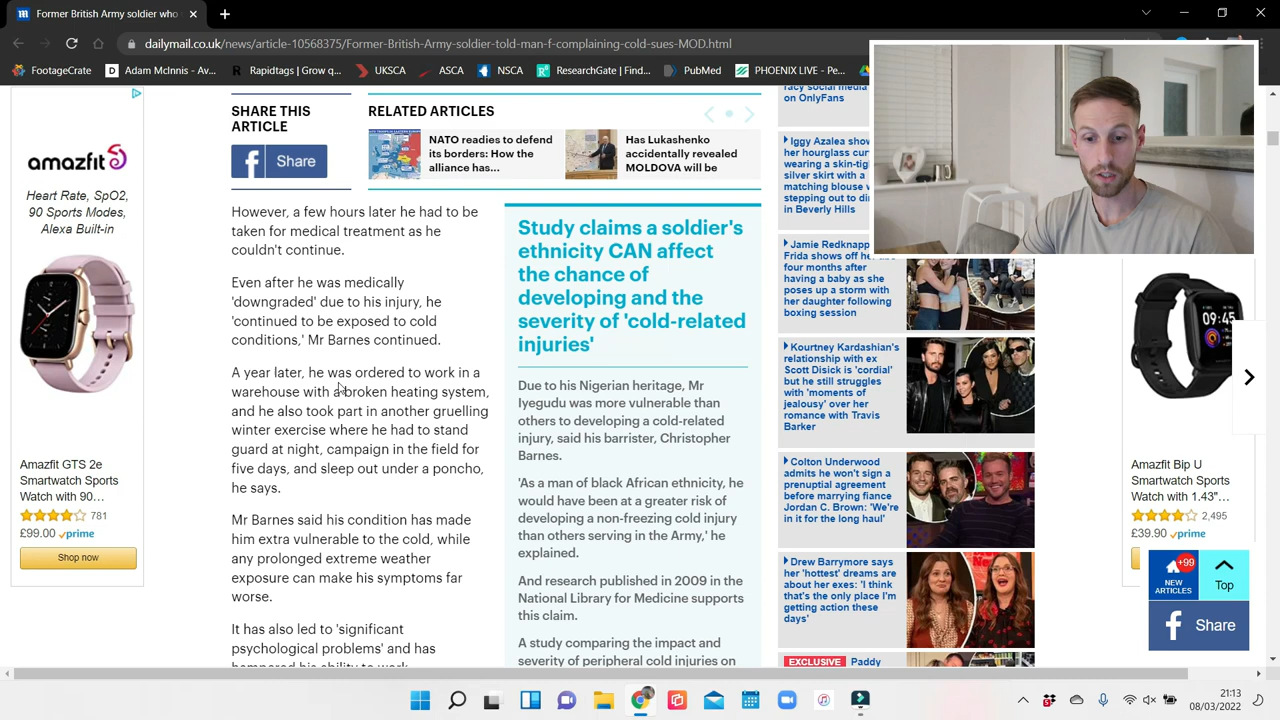 Former British soldier who
dailymail.co.uk/news/article-10568375/Former-British-Army-soldier-told-man-f-complaining-cold-sues-MOD.html
FootageCrate
Adam Mdnnis - Av...
Rapidtags | Grow q...
UKSCA
ASCA
NSCA
ResearchGate | Find...
PubMed
PHOENIX LIVE - Pe...
amazfit
Heart Rate, SpO2,
90 Sports Modes,
Alexa Built-in
Amazfit GTS 2e
Smartwatch Sports
Watch with 90...
781
£99.00 prime
Shop now
SHARE THIS
ARTICLE
Share
RELATED ARTICLES
NATO readies to defend
its borders: How the
alliance has...
Has Lukashenko
accidentally revealed
MOLDOVA will be
However, a few hours later he had to be
taken for medical treatment as he
couldn't continue.
Even after he was medically
'downgraded' due to his injury, he
'continued to be exposed to cold
conditions,' Mr Barnes continued.
A year later, he was ordered to work in a
warehouse with a broken heating system,
and he also took part in another gruelling
winter exercise where he had to stand
guard at night, campaign in the field for
five days, and sleep out under a poncho,
he says.
Mr Barnes said his condition has made
him extra vulnerable to the cold, while
any prolonged extreme weather
exposure can make his symptoms far
worse.
It has also led to 'significant
psychological problems' and has
hampered his ability to work
Study claims a soldier's
ethnicity CAN affect
the chance of
developing and the
severity of 'cold-related
injuries'
Due to his Nigerian heritage, Mr
Iyegudu was more vulnerable than
others to developing a cold-related
injury, said his barrister, Christopher
Barnes.
'As a man of black African ethnicity, he
would have been at a greater risk of
developing a non-freezing cold injury
than others serving in the Army,' he
explained.
And research published in 2009 in the
National Library for Medicine supports
this claim.
A study comparing the impact and
severity of peripheral cold injuries on
racy social media
on OnlyFans
Iggy Azalea
her hourglass
wearing a skin-
silver skirt with a
matching blouse
stepping out to
in Beverly Hills
Jamie Redknapp
Frida shows off her
four months after
having a baby as she
poses up a storm with
her daughter following
boxing session
Kourtney Kardashian's
relationship with ex
Scott Disick is 'cordial'
but he still struggles
with 'moments of
jealousy' over her
romance with Travis
Barker
Colton Underwood
admits he won't sign a
prenuptial agreement
before marrying fiance
Jordan C. Brown: 'We're
in it for the long haul'
Drew Barrymore says
her 'hottest' dreams are
about her exes: 'I think
that's the only place I'm
getting action these
days'
EXCLUSIVE Paddy
09:45
Amazfit Bip U
Smartwatch Sports
Watch with 1.43"...
2,495
£39.90 prime
+99
NEW
ARTICLES
Top
Share
21:13
08/03/2022